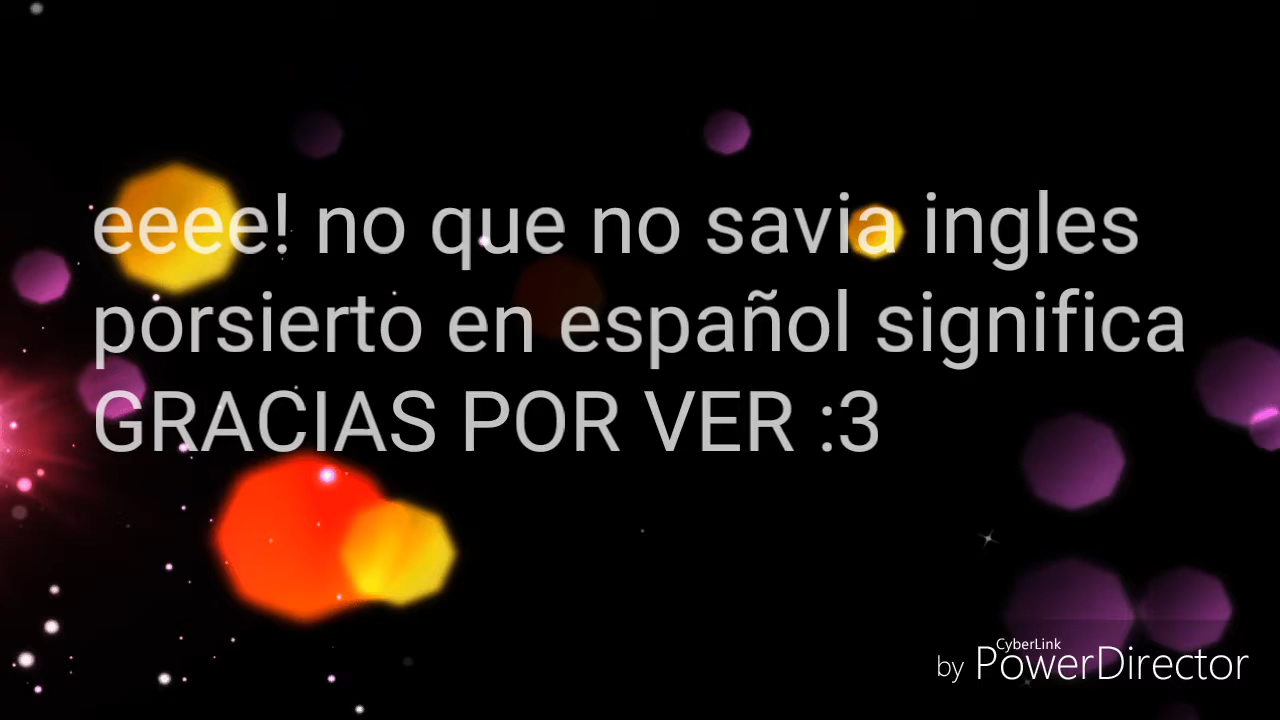 eeee! no que no savia ingles
porsierto en español significa
GRACIAS POR VER :3
CyberLink
by PowerDirector